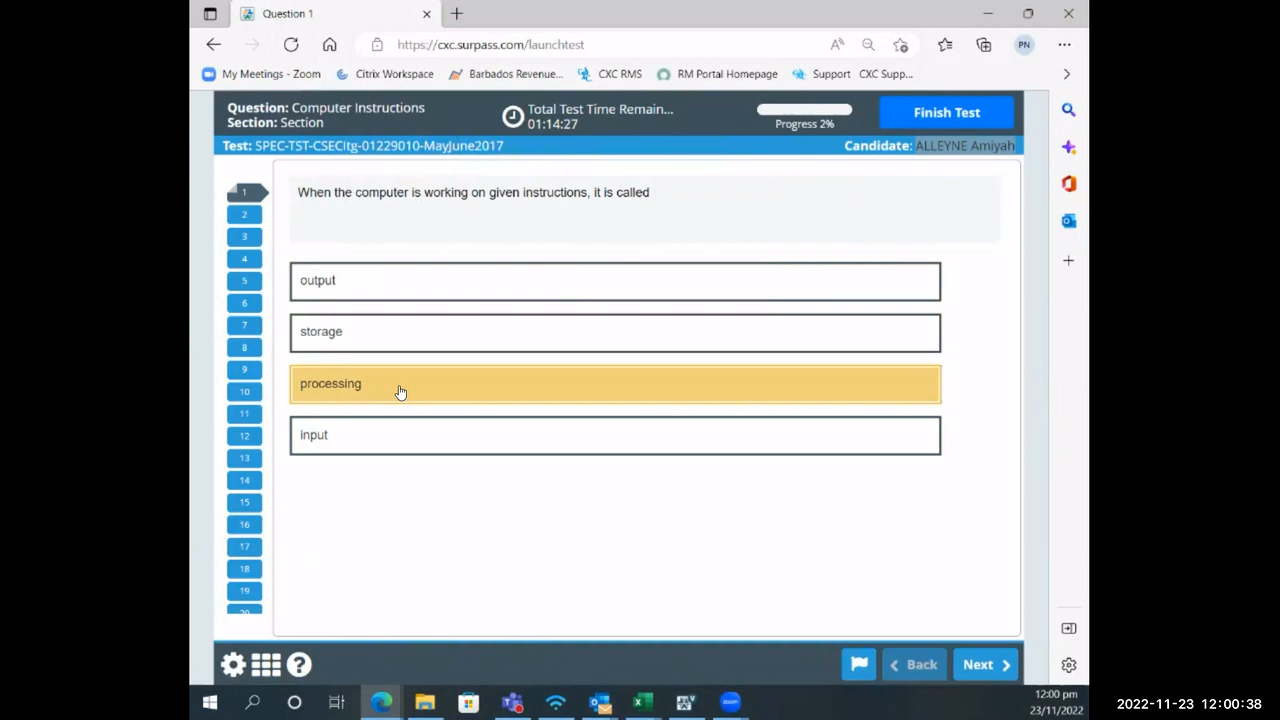 Question 1
https://cxc.surpass.com/launchtest
PN
My Meetings - Zoom
Citrix Workspace
Barbados Revenue...
CXC RMS
RM Portal Homepage
Support
CXC Supp...
Question: Computer Instructions
Section: Section
Total Test Time Remain...
01:14:27
Progress 2%
Finish Test
Test: SPEC-TST-CSECitg-01229010-MayJune2017
Candidate: ALLEYNE Amiyah
1
2
3
4
5
6
7
8
9
10
11
12
13
14
15
16
17
18
19
20
When the computer is working on given instructions, it is called
output
storage
processing
input
Back
Next
zoom
12:00 pm
23/11/2022
2022-11-23 12:00:38